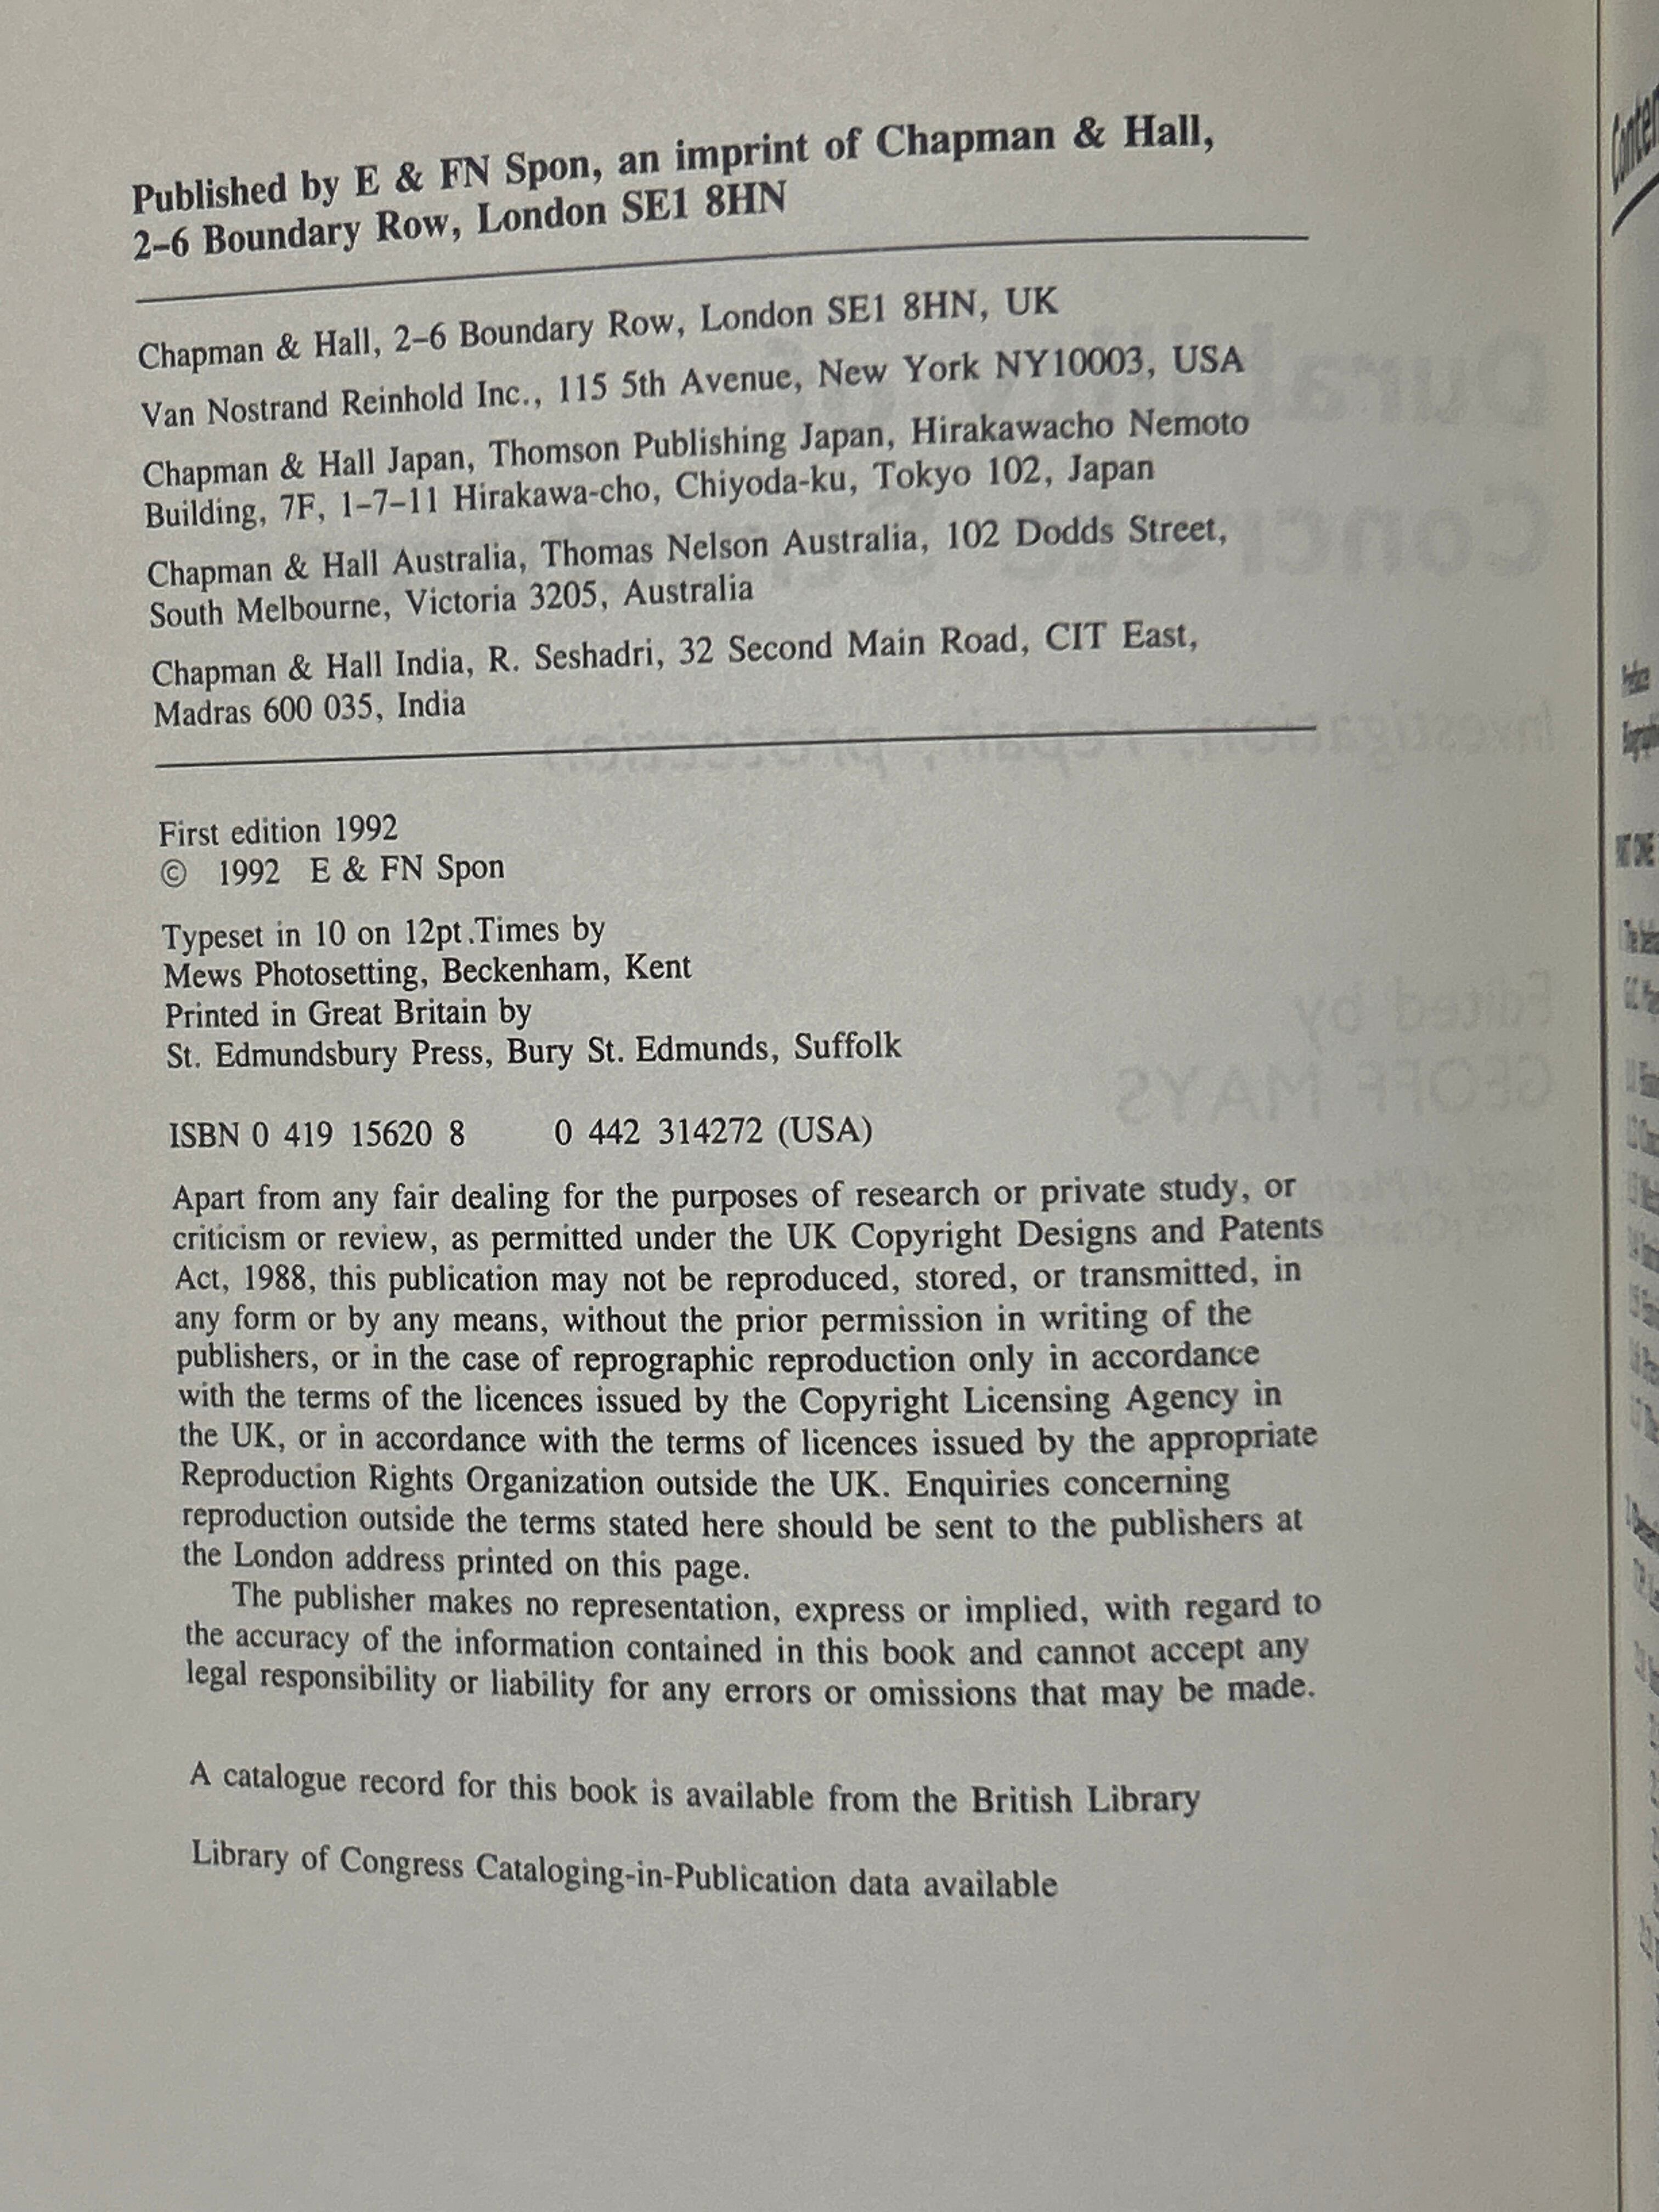 Published by E & FN Spon, an imprint of Chapman & Hall,
2–6 Boundary Row, London SE1 8HN
Chapman & Hall, 2–6 Boundary Row, London SE1 8HN, UK
Van Nostrand Reinhold Inc., 115 5th Avenue, New York NY10003, USA
Chapman & Hall Japan, Thomson Publishing Japan, Hirakawacho Nemoto
Building, 7F, 1–7–11 Hirakawa-cho, Chiyoda-ku, Tokyo 102, Japan
Chapman & Hall Australia, Thomas Nelson Australia, 102 Dodds Street,
South Melbourne, Victoria 3205, Australia
Chapman & Hall India, R. Seshadri, 32 Second Main Road, CIT East,
Madras 600 035, India
First edition 1992
© 1992 E & FN Spon
Typeset in 10 on 12pt.Times by
Mews Photosetting, Beckenham, Kent
Printed in Great Britain by
St. Edmundsbury Press, Bury St. Edmunds, Suffolk
ISBN 0 419 15620 8 0 442 314272 (USA)
Apart from any fair dealing for the purposes of research or private study, or
criticism or review, as permitted under the UK Copyright Designs and Patents
Act, 1988, this publication may not be reproduced, stored, or transmitted, in
any form or by any means, without the prior permission in writing of the
publishers, or in the case of reprographic reproduction only in accordance
with the terms of the licences issued by the Copyright Licensing Agency in
the UK, or in accordance with the terms of licences issued by the appropriate
Reproduction Rights Organization outside the UK. Enquiries concerning
reproduction outside the terms stated here should be sent to the publishers at
the London address printed on this page.
The publisher makes no representation, express or implied, with regard to
the accuracy of the information contained in this book and cannot accept any
legal responsibility or liability for any errors or omissions that may be made.
A catalogue record for this book is available from the British Library
Library of Congress Cataloging-in-Publication data available